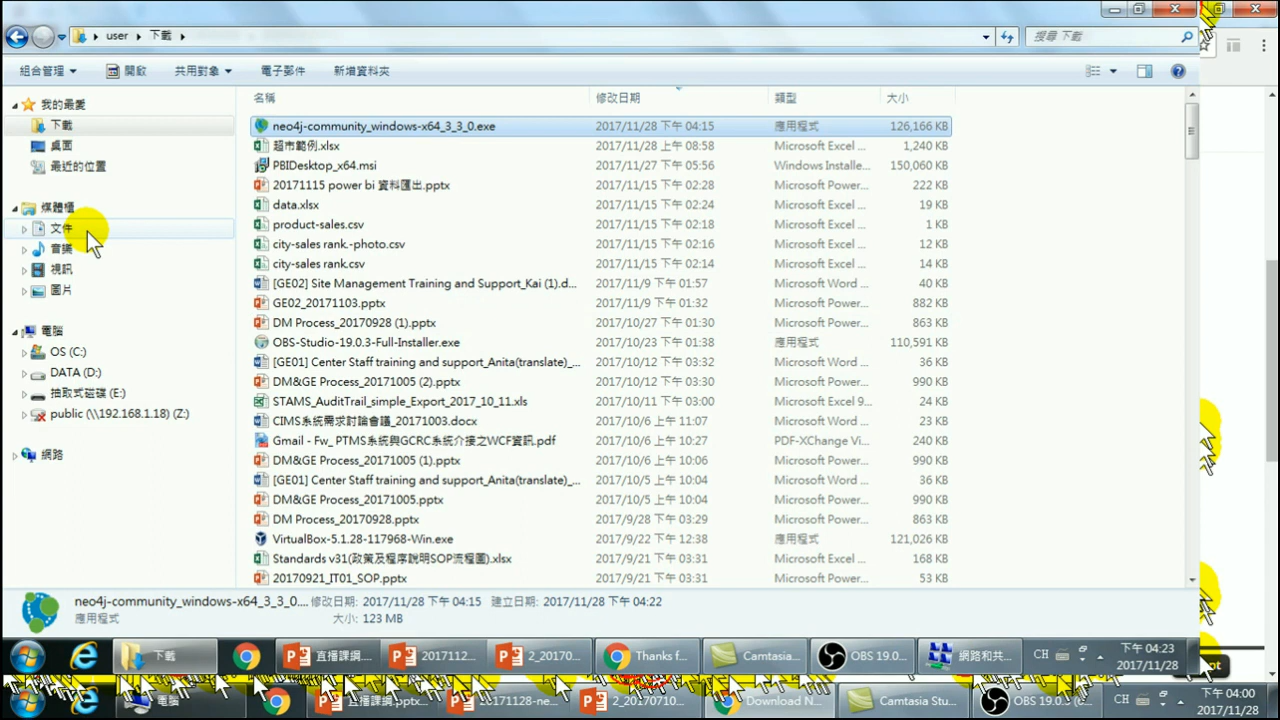 user 下載
搜尋 下載
組合管理 開啟 共用對象 電子郵件 新增資料夾
我的最愛
下載
桌面
最近的位置
媒體櫃
文件
音樂
視訊
圖片
電腦
OS (C:)
DATA (D:)
抽取式磁碟 (E:)
public (\\192.168.1.18) (Z:)
網路
名稱 修改日期 類型 大小
neo4j-community_windows-x64_3_3_0.exe 2017/11/28 下午 04:15 應用程式 126,166 KB
超市範例.xlsx 2017/11/28 上午 08:58 Microsoft Excel ... 1,240 KB
PBIDesktop_x64.msi 2017/11/27 下午 05:56 Windows Installe... 150,060 KB
20171115 power bi 資料匯出.pptx 2017/11/15 下午 02:28 Microsoft Power... 222 KB
data.xlsx 2017/11/15 下午 02:24 Microsoft Excel ... 19 KB
product-sales.csv 2017/11/15 下午 02:18 Microsoft Excel ... 1 KB
city-sales rank.-photo.csv 2017/11/15 下午 02:16 Microsoft Excel ... 12 KB
city-sales rank.csv 2017/11/15 下午 02:14 Microsoft Excel ... 14 KB
[GE02] Site Management Training and Support_Kai (1).d... 2017/11/9 下午 01:57 Microsoft Word ... 40 KB
GE02_20171103.pptx 2017/11/9 下午 01:32 Microsoft Power... 882 KB
DM Process_20170928 (1).pptx 2017/10/27 下午 01:30 Microsoft Power... 863 KB
OBS-Studio-19.0.3-Full-Installer.exe 2017/10/23 下午 01:38 應用程式 110,591 KB
[GE01] Center Staff training and support_Anita(translate)_... 2017/10/12 下午 03:32 Microsoft Word ... 36 KB
DM&GE Process_20171005 (2).pptx 2017/10/12 下午 03:30 Microsoft Power... 990 KB
STAMS_AuditTrail_simple_Export_2017_10_11.xls 2017/10/11 下午 03:00 Microsoft Excel 9... 24 KB
CIMS系統需求討論會議_20171003.docx 2017/10/6 上午 11:07 Microsoft Word ... 23 KB
Gmail - Fw_ PTMS系統與GCRC系統介接之WCF資訊.pdf 2017/10/6 上午 10:27 PDF-XChange Vi... 240 KB
DM&GE Process_20171005 (1).pptx 2017/10/6 上午 10:06 Microsoft Power... 990 KB
[GE01] Center Staff training and support_Anita(translate)_... 2017/10/5 上午 10:04 Microsoft Word ... 36 KB
DM&GE Process_20171005.pptx 2017/10/5 上午 10:04 Microsoft Power... 990 KB
DM Process_20170928.pptx 2017/9/28 下午 03:29 Microsoft Power... 863 KB
VirtualBox-5.1.28-117968-Win.exe 2017/9/22 下午 12:38 應用程式 121,026 KB
Standards v31(政策及程序說明SOP流程圖).xlsx 2017/9/21 下午 03:31 Microsoft Excel ... 168 KB
20170921_IT01_SOP.pptx 2017/9/21 下午 03:31 Microsoft Power... 53 KB
neo4j-community_windows-x64_3_3_0.... 修改日期: 2017/11/28 下午 04:15 建立日期: 2017/11/28 下午 04:22
應用程式 大小: 123 MB
下載 直播課綱... 2017112... 2_20170... Thanks f... Camtasia... OBS 19.0... 網路和共... CH 下午 04:23
2017/11/28
電腦 直播課綱.pptx... 20171128-ne... 2_20170710... Download N... Camtasia Stu... OBS 19.0.3 (6... CH 下午 04:00
2017/11/28